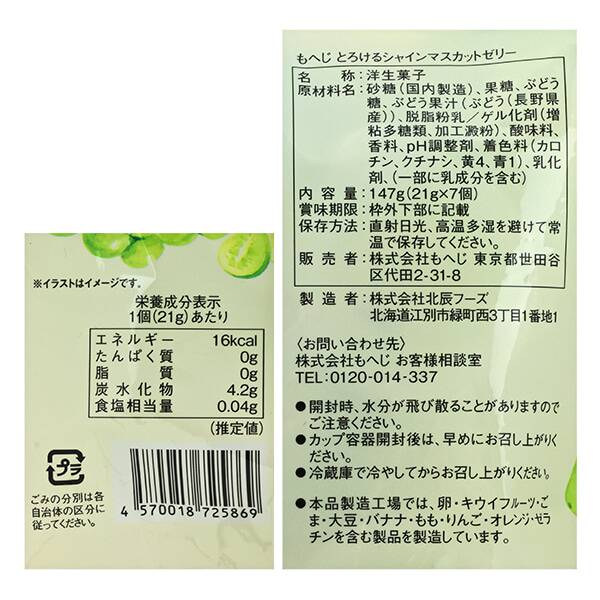 もへじ とろけるシャインマスカットゼリー
名称:洋生菓子
原材料名:砂糖(国内製造)、果糖、ぶどう
糖、ぶどう果汁(ぶどう(長野県
産))、脱脂粉乳/ゲル化剤(増
粘多糖類、加工澱粉)、酸味料、
香料、pH調整剤、着色料(カロ
チン、クチナシ、黄4、青1)、乳化
剤、(一部に乳成分を含む)
内容量:147g(21g×7個)
賞味期限:枠外下部に記載
保存方法:直射日光、高温多湿を避けて常
温で保存してください。
販売者:株式会社もへじ 東京都世田谷
区代田2-31-8
製造者:株式会社北辰フーズ
北海道江別市緑町西3丁目1番地1
〈お問い合わせ先〉
株式会社もへじ お客様相談室
TEL:0120-014-337
●開封時、水分が飛び散ることがありますので
ご注意ください。
●カップ容器開封後は、早めにお召し上がりく
ださい。
●冷蔵庫で冷やしてからお召し上がりください。
●本品製造工場では、卵・キウイフルーツ・ご
ま・大豆・バナナ・もも・りんご・オレンジ・ゼラ
チンを含む製品を製造しています。
※イラストはイメージです。
栄養成分表示
1個(21g)あたり
エネルギー 16kcal
たんぱく質 0g
脂質 0g
炭水化物 4.2g
食塩相当量 0.04g
(推定値)
プラ
ごみの分別は各
自治体の区分に
従ってください。
4 570018 725869